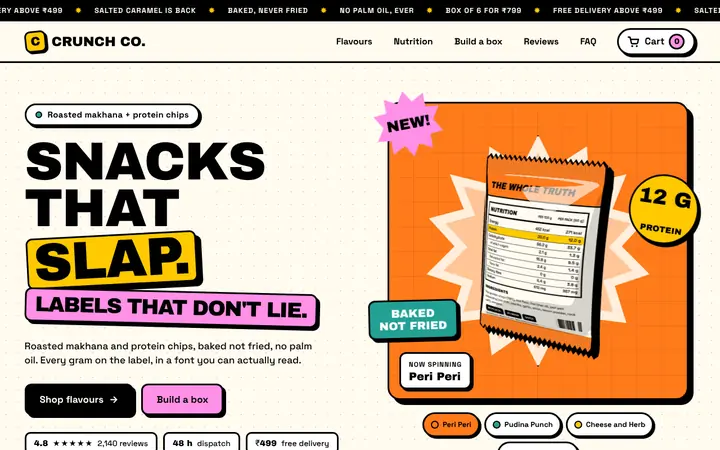 ERY ABOVE ₹499 SALTED CARAMEL IS BACK BAKED, NEVER FRIED NO PALM OIL, EVER BOX OF 6 FOR ₹799 FREE DELIVERY ABOVE ₹499 SALTE
C CRUNCH CO.
Flavours Nutrition Build a box Reviews FAQ Cart 0
Roasted makhana + protein chips
SNACKS
THAT
SLAP.
LABELS THAT DON'T LIE.
Roasted makhana and protein chips, baked not fried, no palm
oil. Every gram on the label, in a font you can actually read.
Shop flavours → Build a box
4.8 ★★★★★ 2,140 reviews 48 h dispatch ₹499 free delivery
NEW!
THE WHOLE TRUTH
NUTRITION
INGREDIENTS
12 G
PROTEIN
BAKED
NOT FRIED
NOW SPINNING
Peri Peri
Peri Peri Pudina Punch Cheese and Herb